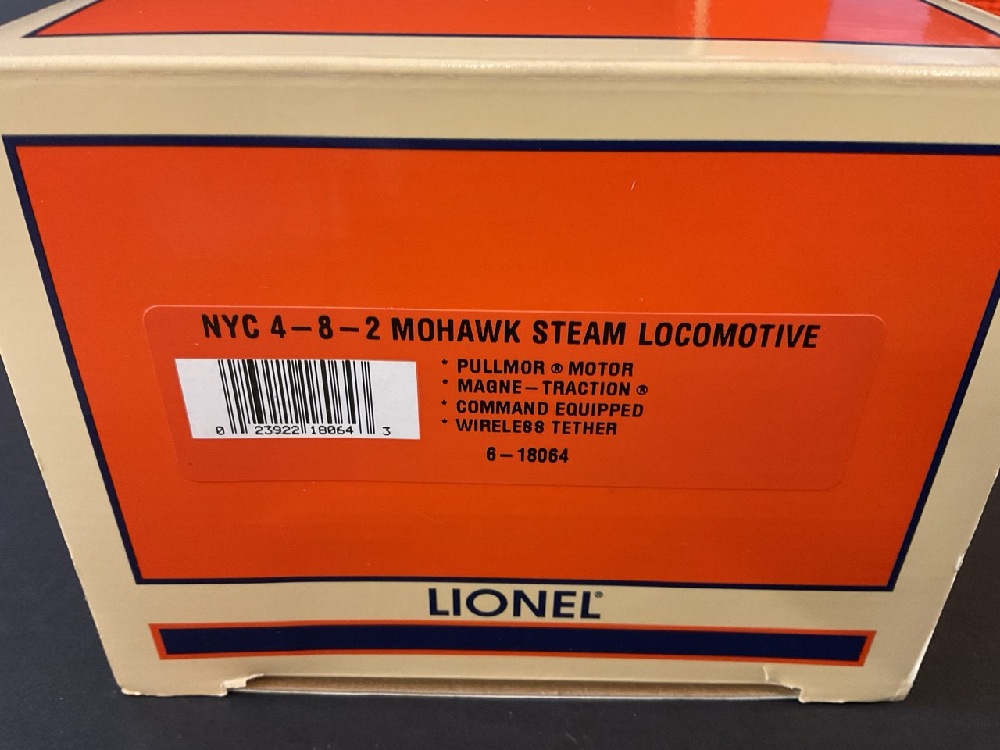 NYC 4-8-2 MOHAWK STEAM LOCOMOTIVE
* PULLMOR ® MOTOR
* MAGNE-TRACTION ®
* COMMAND EQUIPPED
* WIRELESS TETHER
0 23922 18064 3
6-18064
LIONEL®